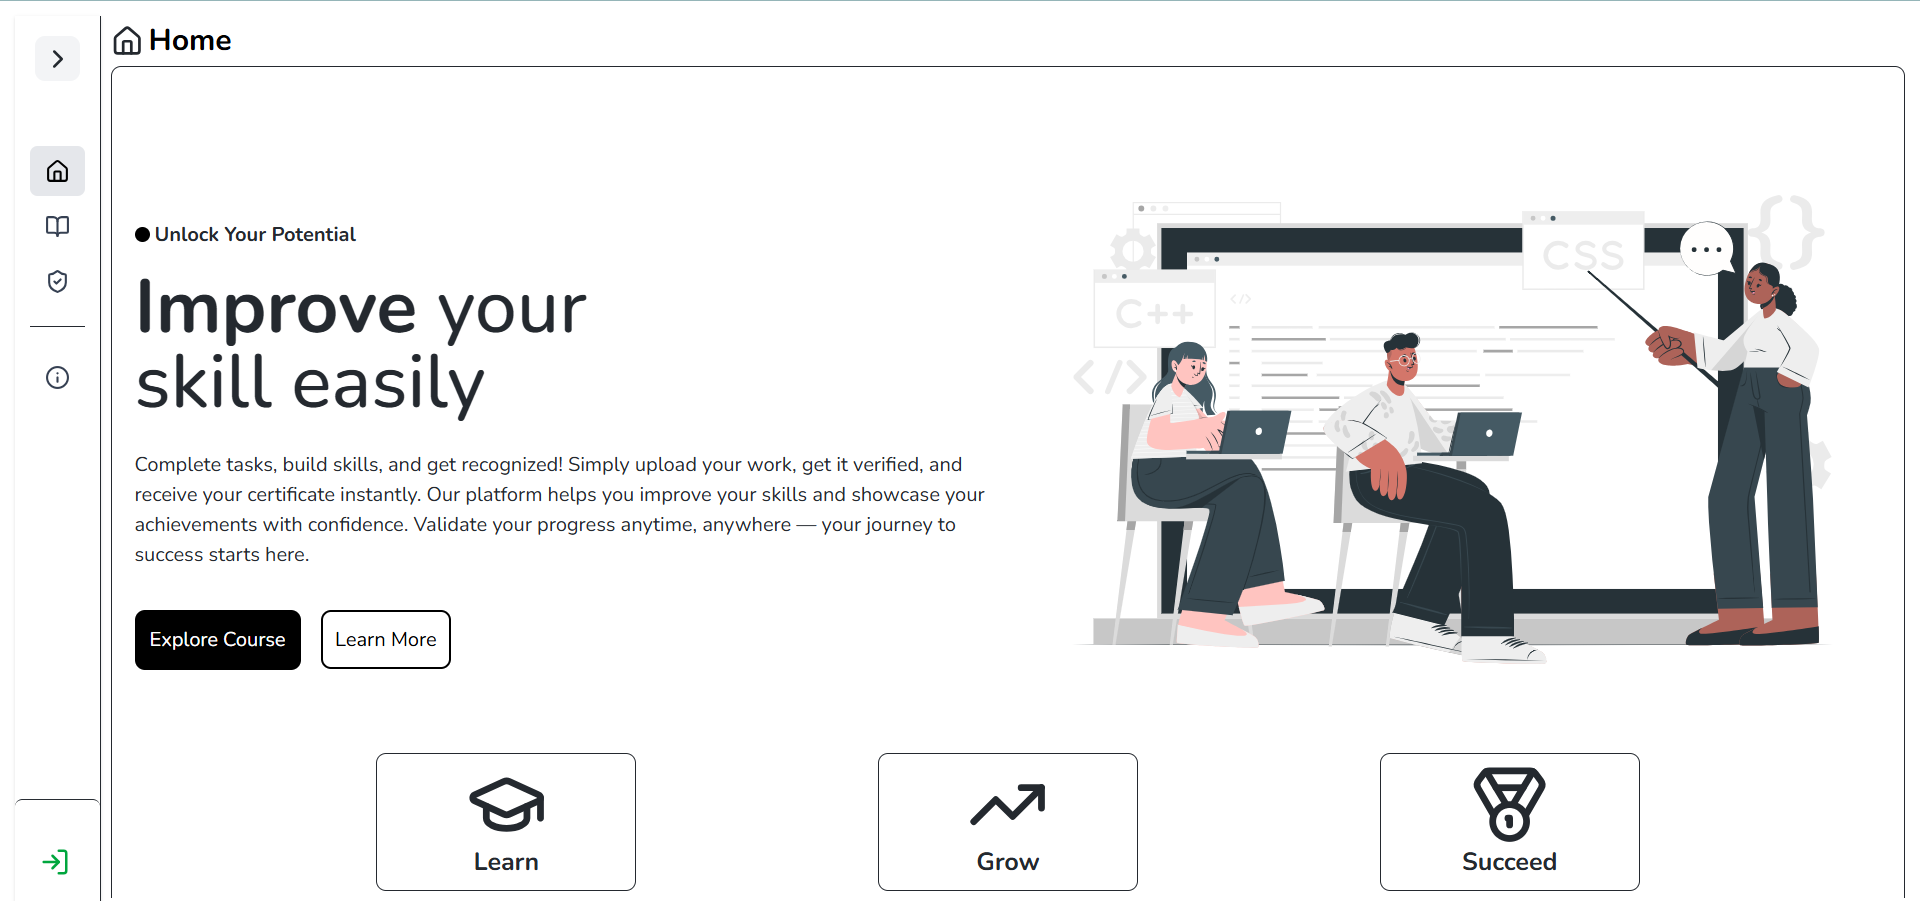 Home
Unlock Your Potential
Improve your
skill easily
Complete tasks, build skills, and get recognized! Simply upload your work, get it verified, and
receive your certificate instantly. Our platform helps you improve your skills and showcase your
achievements with confidence. Validate your progress anytime, anywhere — your journey to
success starts here.
Explore Course
Learn More
CSS
{}
C++
</>
</>
Learn
Grow
Succeed